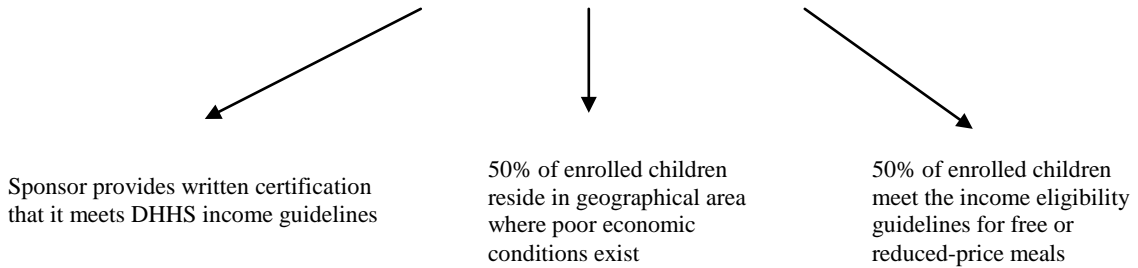 Sponsor provides written certification
that it meets DHHS income guidelines
50% of enrolled children
reside in geographical area
where poor economic
conditions exist
50% of enrolled children
meet the income eligibility
guidelines for free or
reduced-price meals